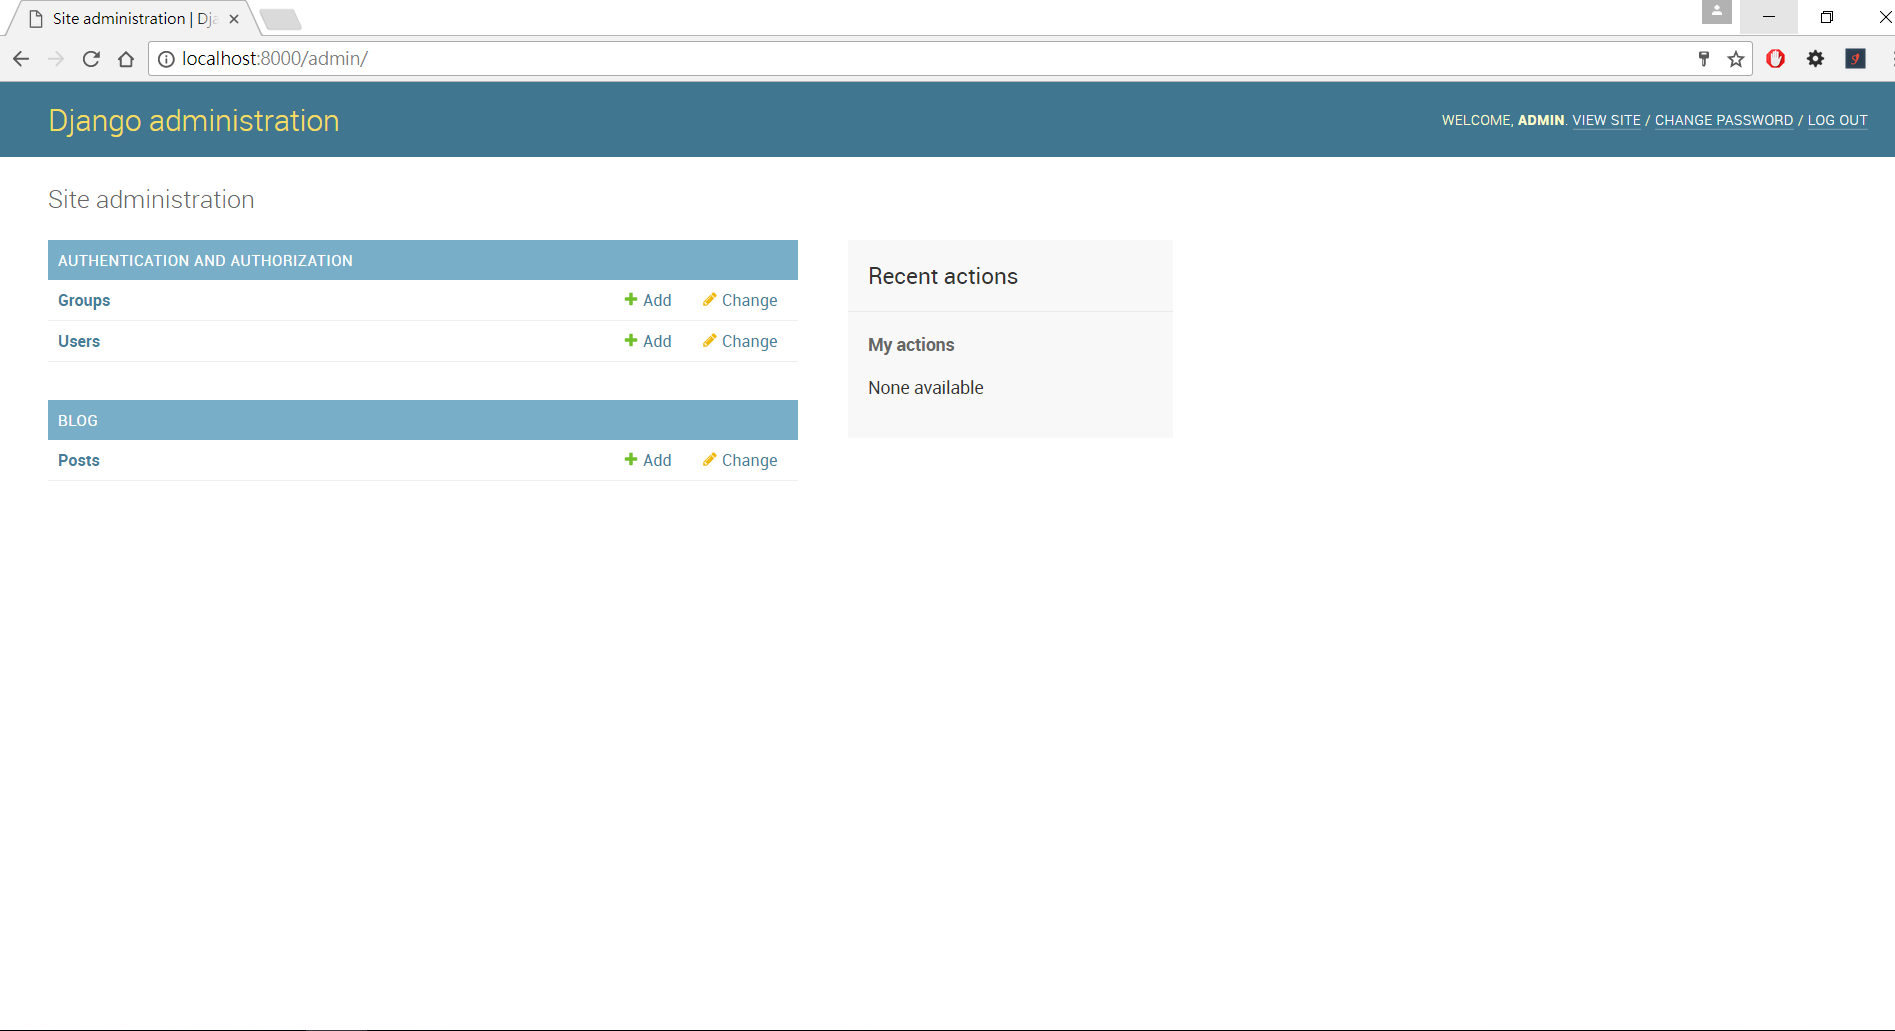 Site administration | Dja
localhost:8000/admin/
Django administration
WELCOME, ADMIN. VIEW SITE / CHANGE PASSWORD / LOG OUT
Site administration
AUTHENTICATION AND AUTHORIZATION
Groups Add Change
Users Add Change
BLOG
Posts Add Change
Recent actions
My actions
None available